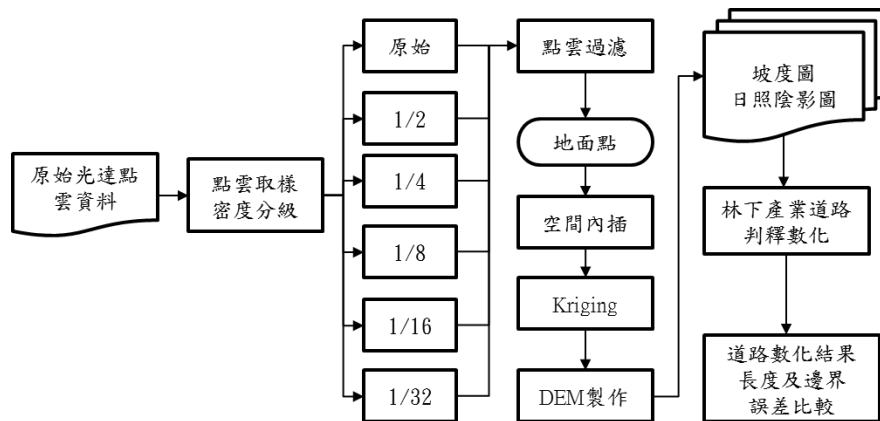 原始光達點
雲資料
點雲取樣
密度分級
原始
1/2
1/4
1/8
1/16
1/32
點雲過濾
地面點
空間內插
Kriging
DEM製作
坡度圖
日照陰影圖
林下產業道路
判釋數化
道路數化結果
長度及邊界
誤差比較